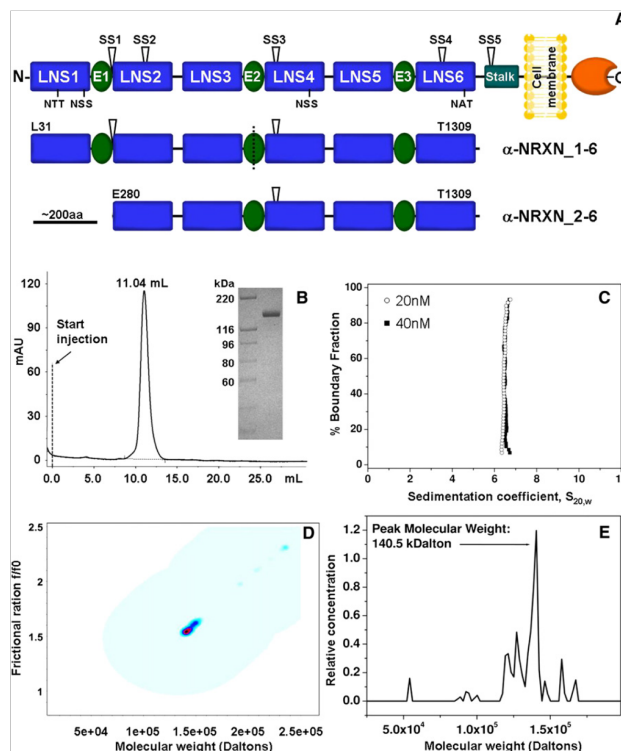 A
SS1 SS2 SS3 SS4 SS5
N- LNS1 E1 LNS2 LNS3 E2 LNS4 LNS5 E3 LNS6 Stalk Cell membrane C
NTT NSS NSS NAT
L31 T1309
α-NRXN_1-6
E280 T1309
~200aa α-NRXN_2-6
B
11.04 mL
kDa
220
116
96
80
60
Start
injection
mAU
120
90
60
30
0
0.0 5.0 10.0 15.0 20.0 25.0 mL
C
20nM
40nM
% Boundary Fraction
100
80
60
40
20
0
0 2 4 6 8 10 12
Sedimentation coefficient, S20,w
D
Frictional ration f/f0
2.5
2.0
1.5
1
5e+04 1e+05 1.5e+05 2e+05 2.5e+05
Molecular weight (Daltons)
E
Peak Molecular Weight:
140.5 kDalton
Relative concentration
1.2
1.0
0.8
0.6
0.4
0.2
0.0
5.0x10⁴ 1.0x10⁵ 1.5x10⁵
Molecular weight (Daltons)